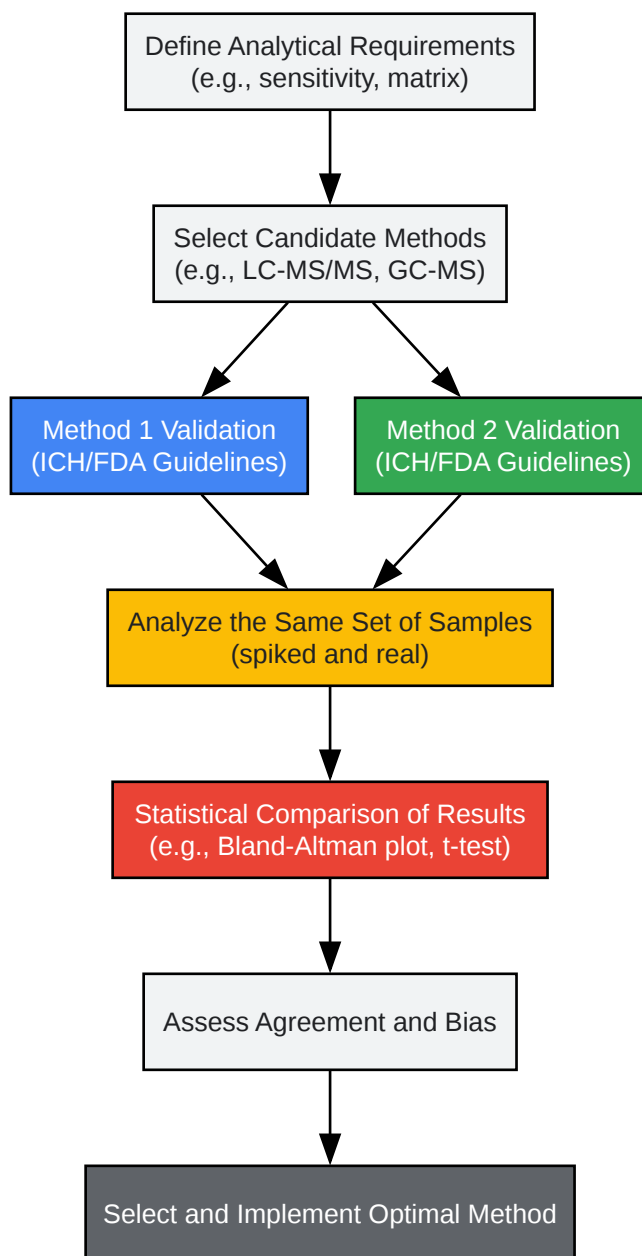 Define Analytical Requirements
(e.g., sensitivity, matrix)
Select Candidate Methods
(e.g., LC-MS/MS, GC-MS)
Method 1 Validation
(ICH/FDA Guidelines)
Method 2 Validation
(ICH/FDA Guidelines)
Analyze the Same Set of Samples
(spiked and real)
Statistical Comparison of Results
(e.g., Bland-Altman plot, t-test)
Assess Agreement and Bias
Select and Implement Optimal Method